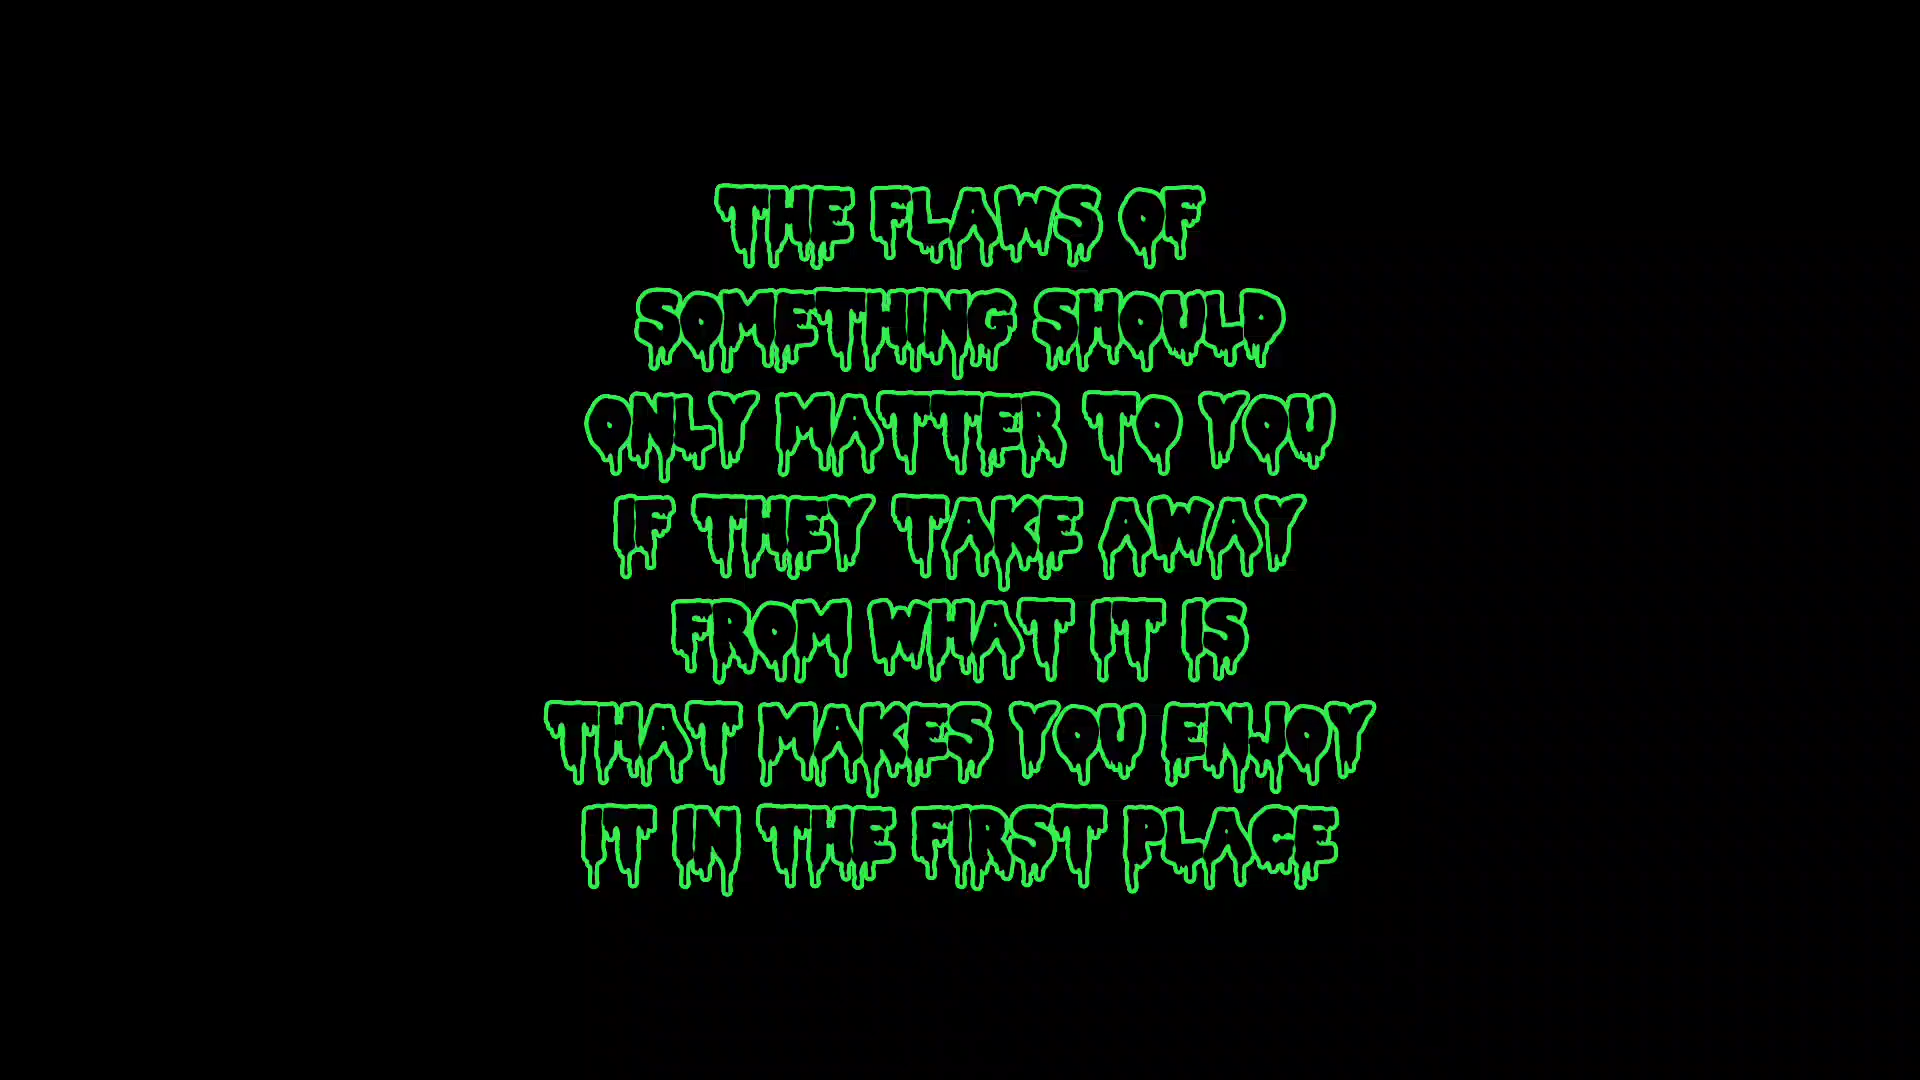 THE FLAWS OF
SOMETHING SHOULD
ONLY MATTER TO YOU
IF THEY TAKE AWAY
FROM WHAT IT IS
THAT MAKES YOU ENJOY
IT IN THE FIRST PLACE